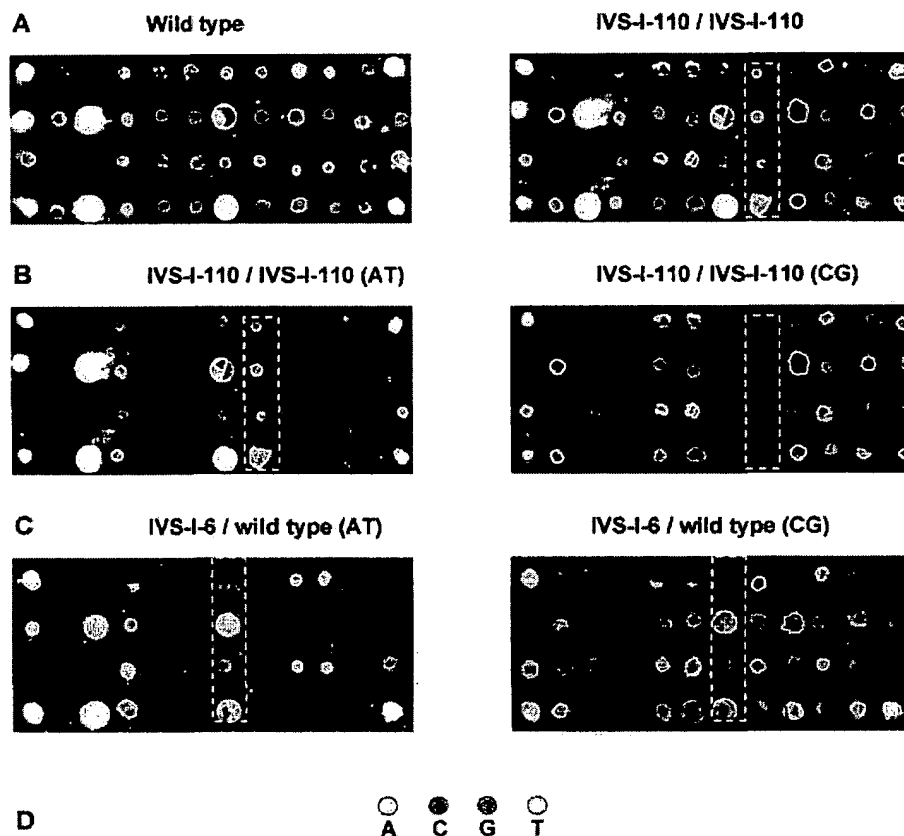 A Wild type IVS-I-110 / IVS-I-110
B IVS-I-110 / IVS-I-110 (AT) IVS-I-110 / IVS-I-110 (CG)
C IVS-I-6 / wild type (AT) IVS-I-6 / wild type (CG)
D
A C G T